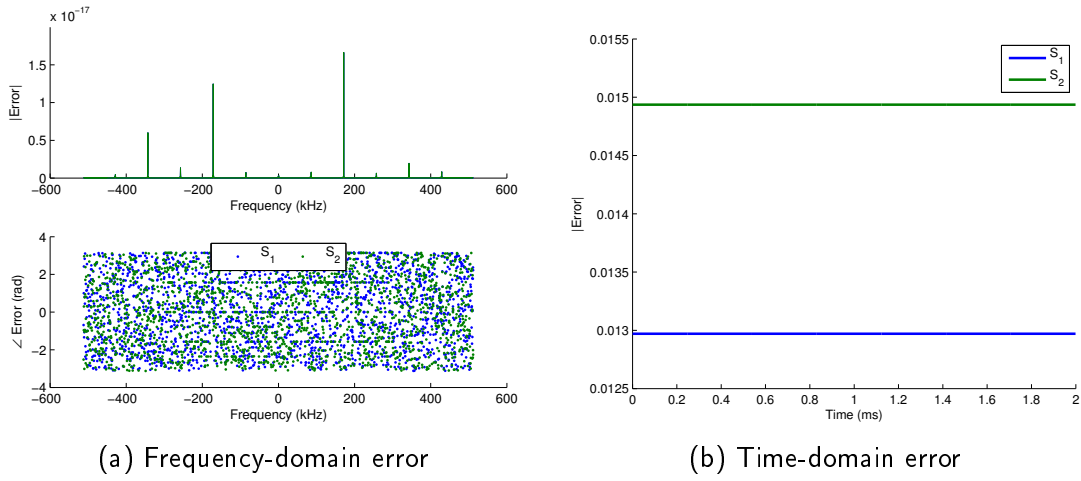 x 10⁻¹⁷
1.5
1
0.5
0
|Error|
−600 −400 −200 0 200 400 600
Frequency (kHz)
4
2
0
−2
−4
∠ Error (rad)
S₁ S₂
−600 −400 −200 0 200 400 600
Frequency (kHz)
(a) Frequency-domain error
0.0155
0.015
0.0145
0.014
0.0135
0.013
0.0125
|Error|
S₁
S₂
0 0.2 0.4 0.6 0.8 1 1.2 1.4 1.6 1.8 2
Time (ms)
(b) Time-domain error